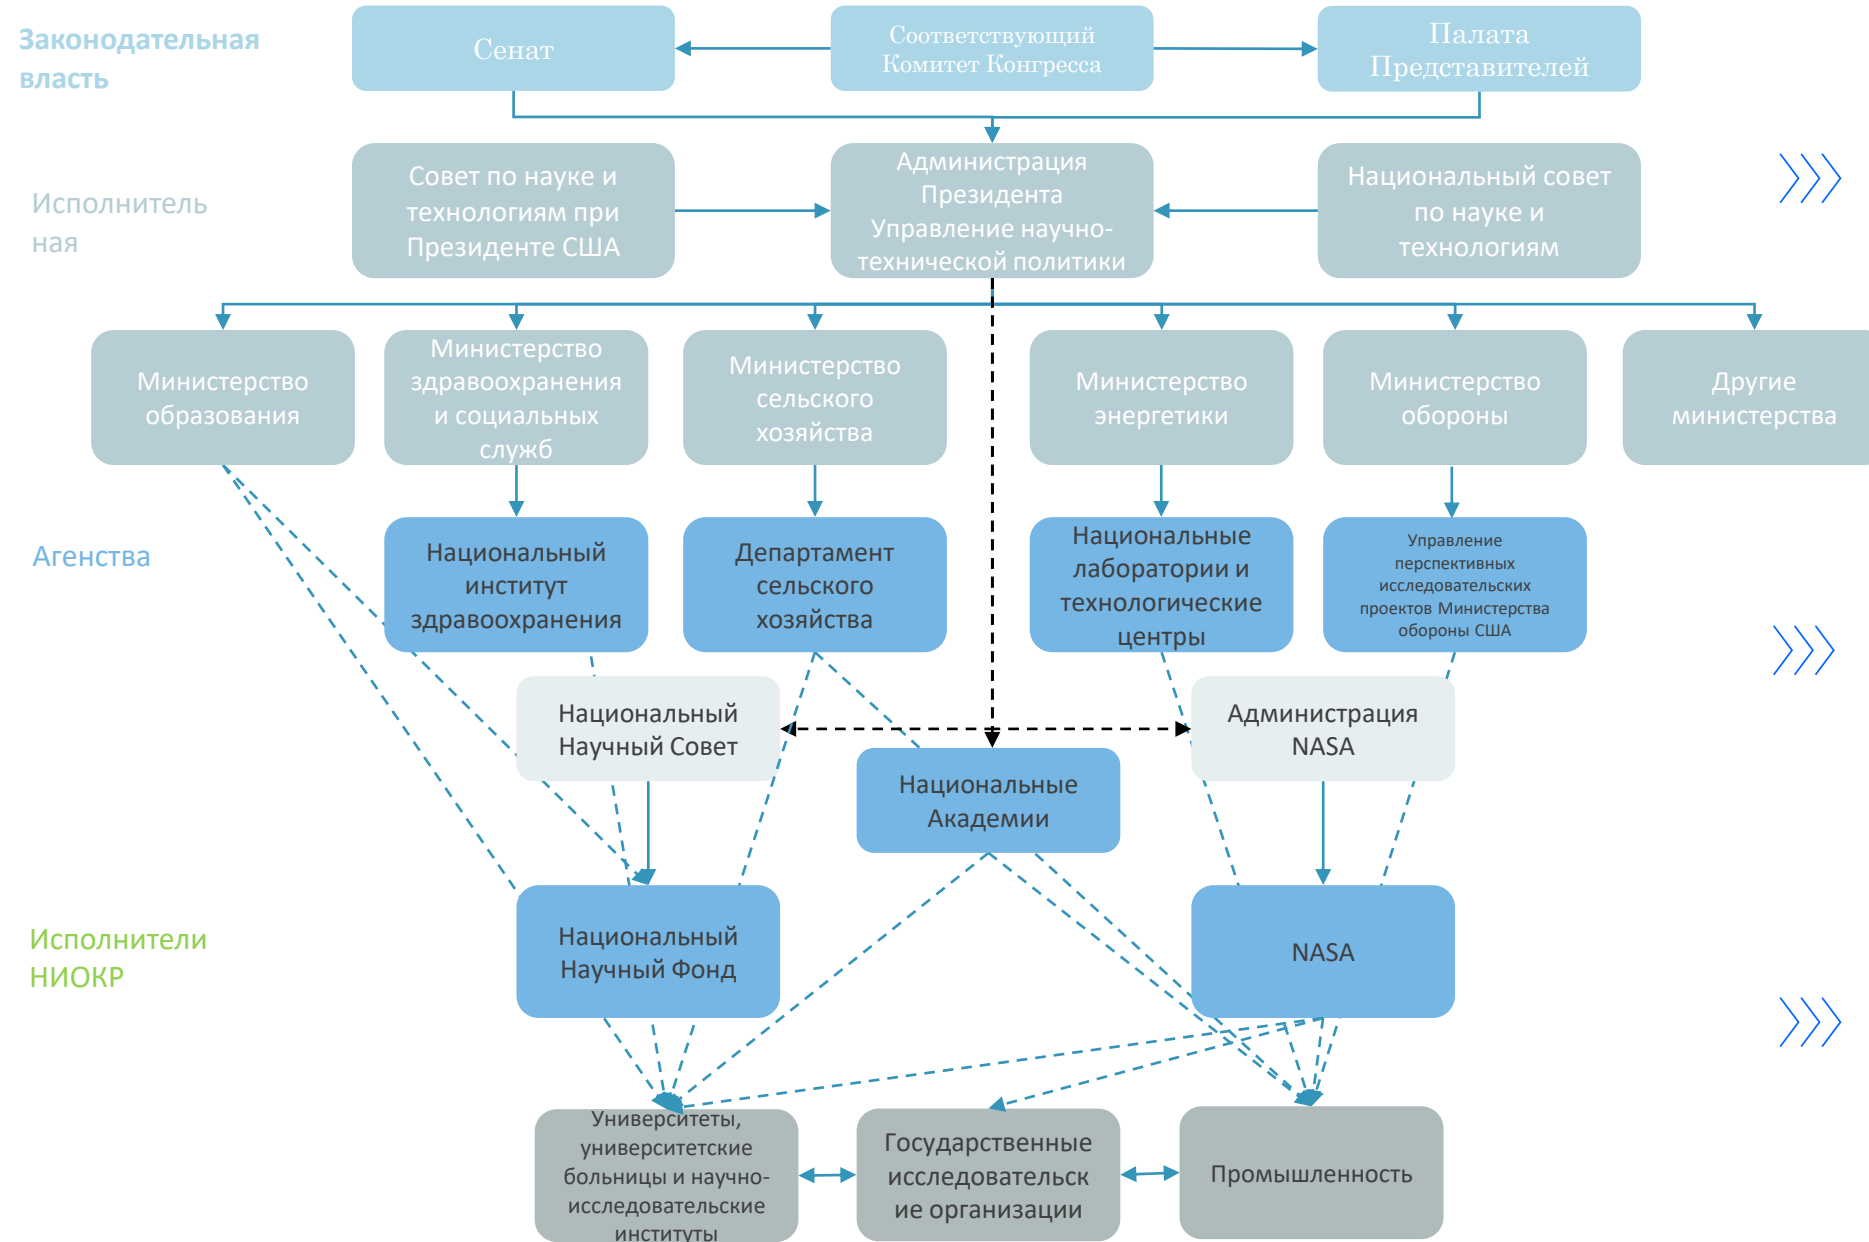 Законодательная
власть
Сенат
Соответствующий
Комитет Конгресса
Палата
Представителей
Исполнитель
ная
Совет по науке и
технологиям при
Президенте США
Администрация
Президента
Управление научно-
технической политики
Национальный совет
по науке и
технологиям
Министерство
образования
Министерство
здравоохранения
и социальных
служб
Министерство
сельского
хозяйства
Министерство
энергетики
Министерство
обороны
Другие
министерства
Агенства
Национальный
институт
здравоохранения
Департамент
сельского
хозяйства
Национальные
лаборатории и
технологические
центры
Управление
перспективных
исследовательских
проектов Министерства
обороны США
Национальный
Научный Совет
Национальные
Академии
Администрация
NASA
Исполнители
НИОКР
Национальный
Научный Фонд
NASA
Университеты,
университетские
больницы и научно-
исследовательские
институты
Государственные
исследовательск
ие организации
Промышленность